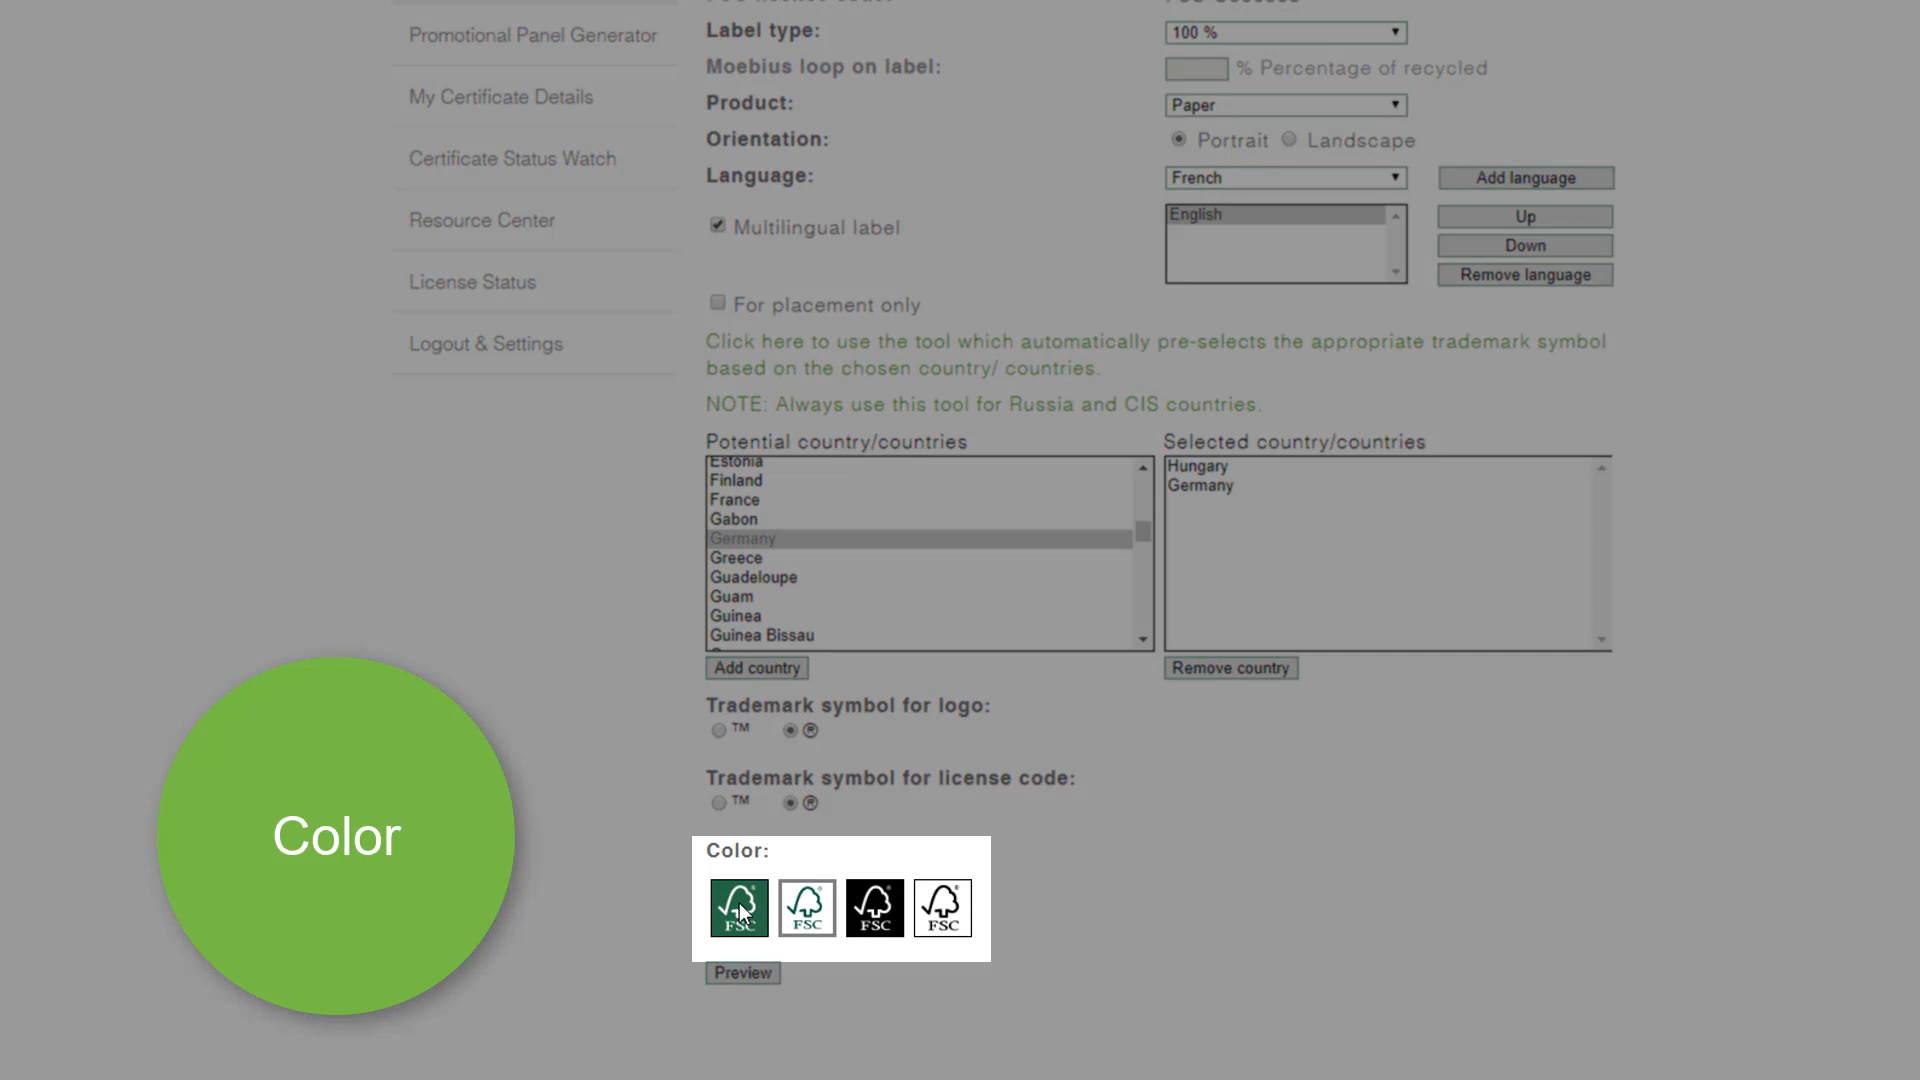 Promotional Panel Generator
My Certificate Details
Certificate Status Watch
Resource Center
License Status
Logout & Settings
Label type:
100 %
Moebius loop on label:
% Percentage of recycled
Product:
Paper
Orientation:
Portrait Landscape
Language:
French
Add language
Multilingual label
English
Up
Down
Remove language
For placement only
Click here to use the tool which automatically pre-selects the appropriate trademark symbol
based on the chosen country/ countries.
NOTE: Always use this tool for Russia and CIS countries.
Potential country/countries
Selected country/countries
Estonia
Finland
France
Gabon
Germany
Greece
Guadeloupe
Guam
Guinea
Guinea Bissau
Hungary
Germany
Add country
Remove country
Trademark symbol for logo:
TM ®
Trademark symbol for license code:
TM ®
Color
Color:
FSC FSC FSC FSC
Preview